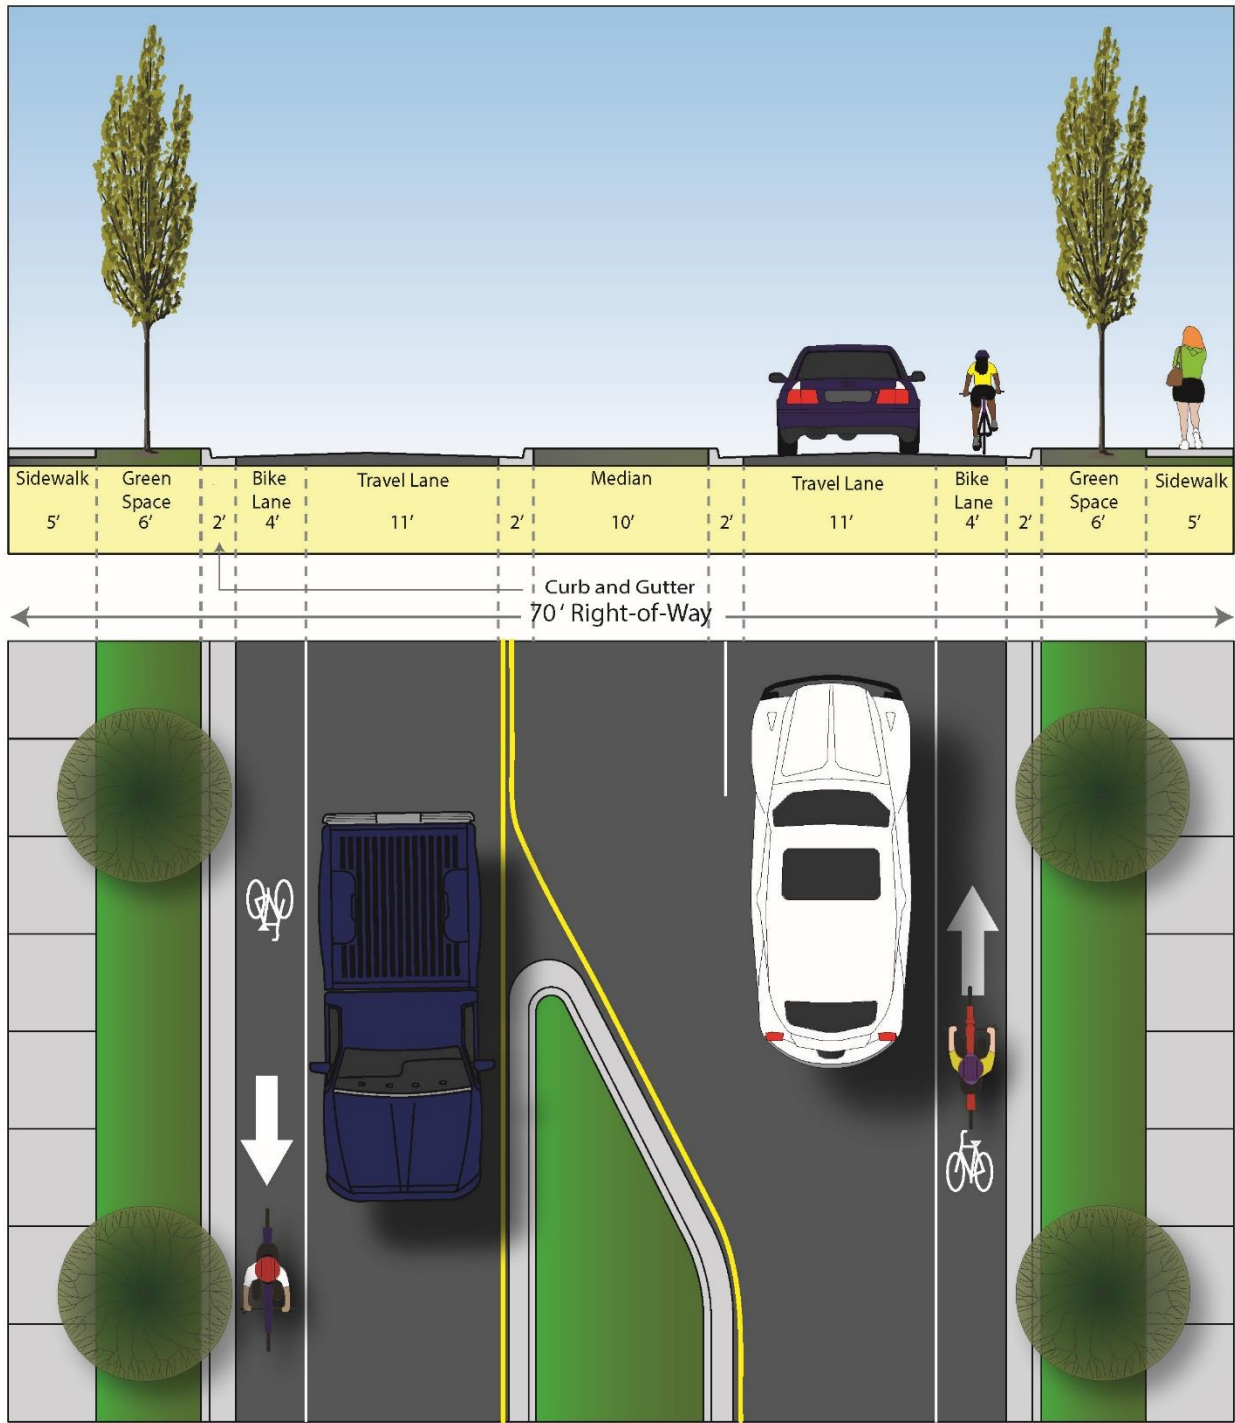 Sidewalk Green Bike Travel Lane Median Travel Lane Bike Green Sidewalk
Space Lane Lane Space
5' 6' 2' 4' 11' 2' 10' 2' 11' 4' 2' 6' 5'
Curb and Gutter
70' Right-of-Way